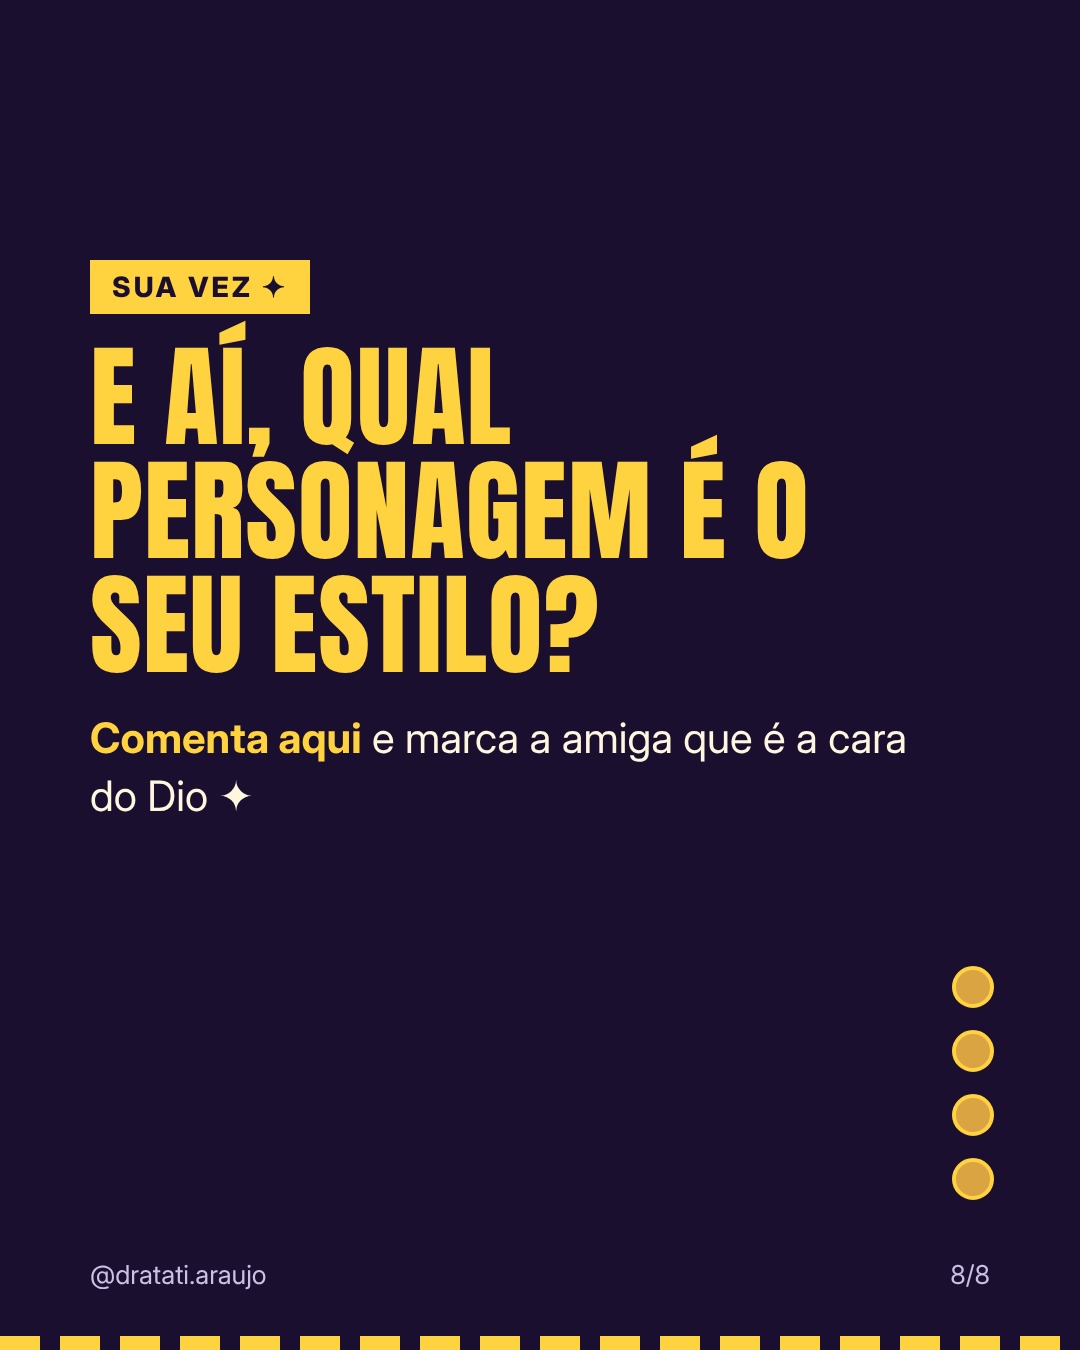 SUA VEZ ✦
E AÍ, QUAL
PERSONAGEM É O
SEU ESTILO?
Comenta aqui e marca a amiga que é a cara
do Dio ✦
@dratati.araujo
8/8